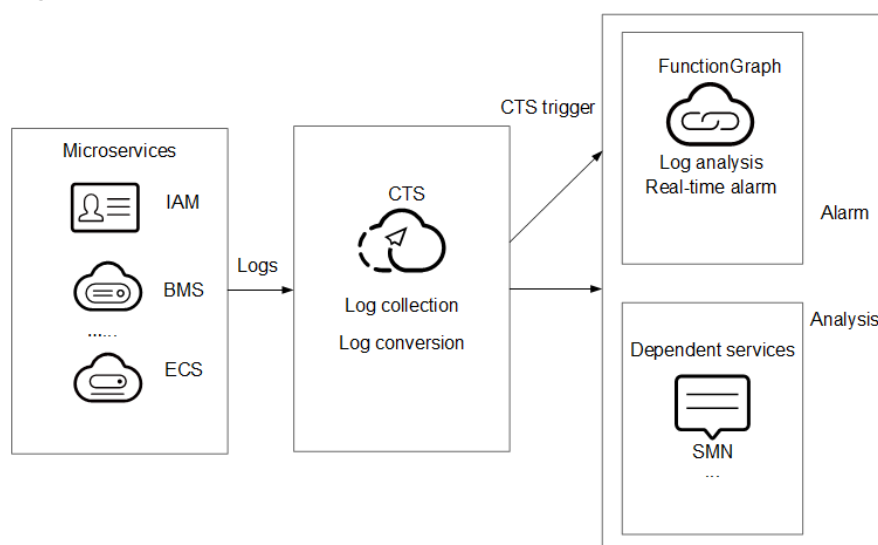 Microservices
IAM
BMS
......
ECS
Logs
CTS
Log collection
Log conversion
CTS trigger
FunctionGraph
Log analysis
Real-time alarm
Alarm
Analysis
Dependent services
SMN
...